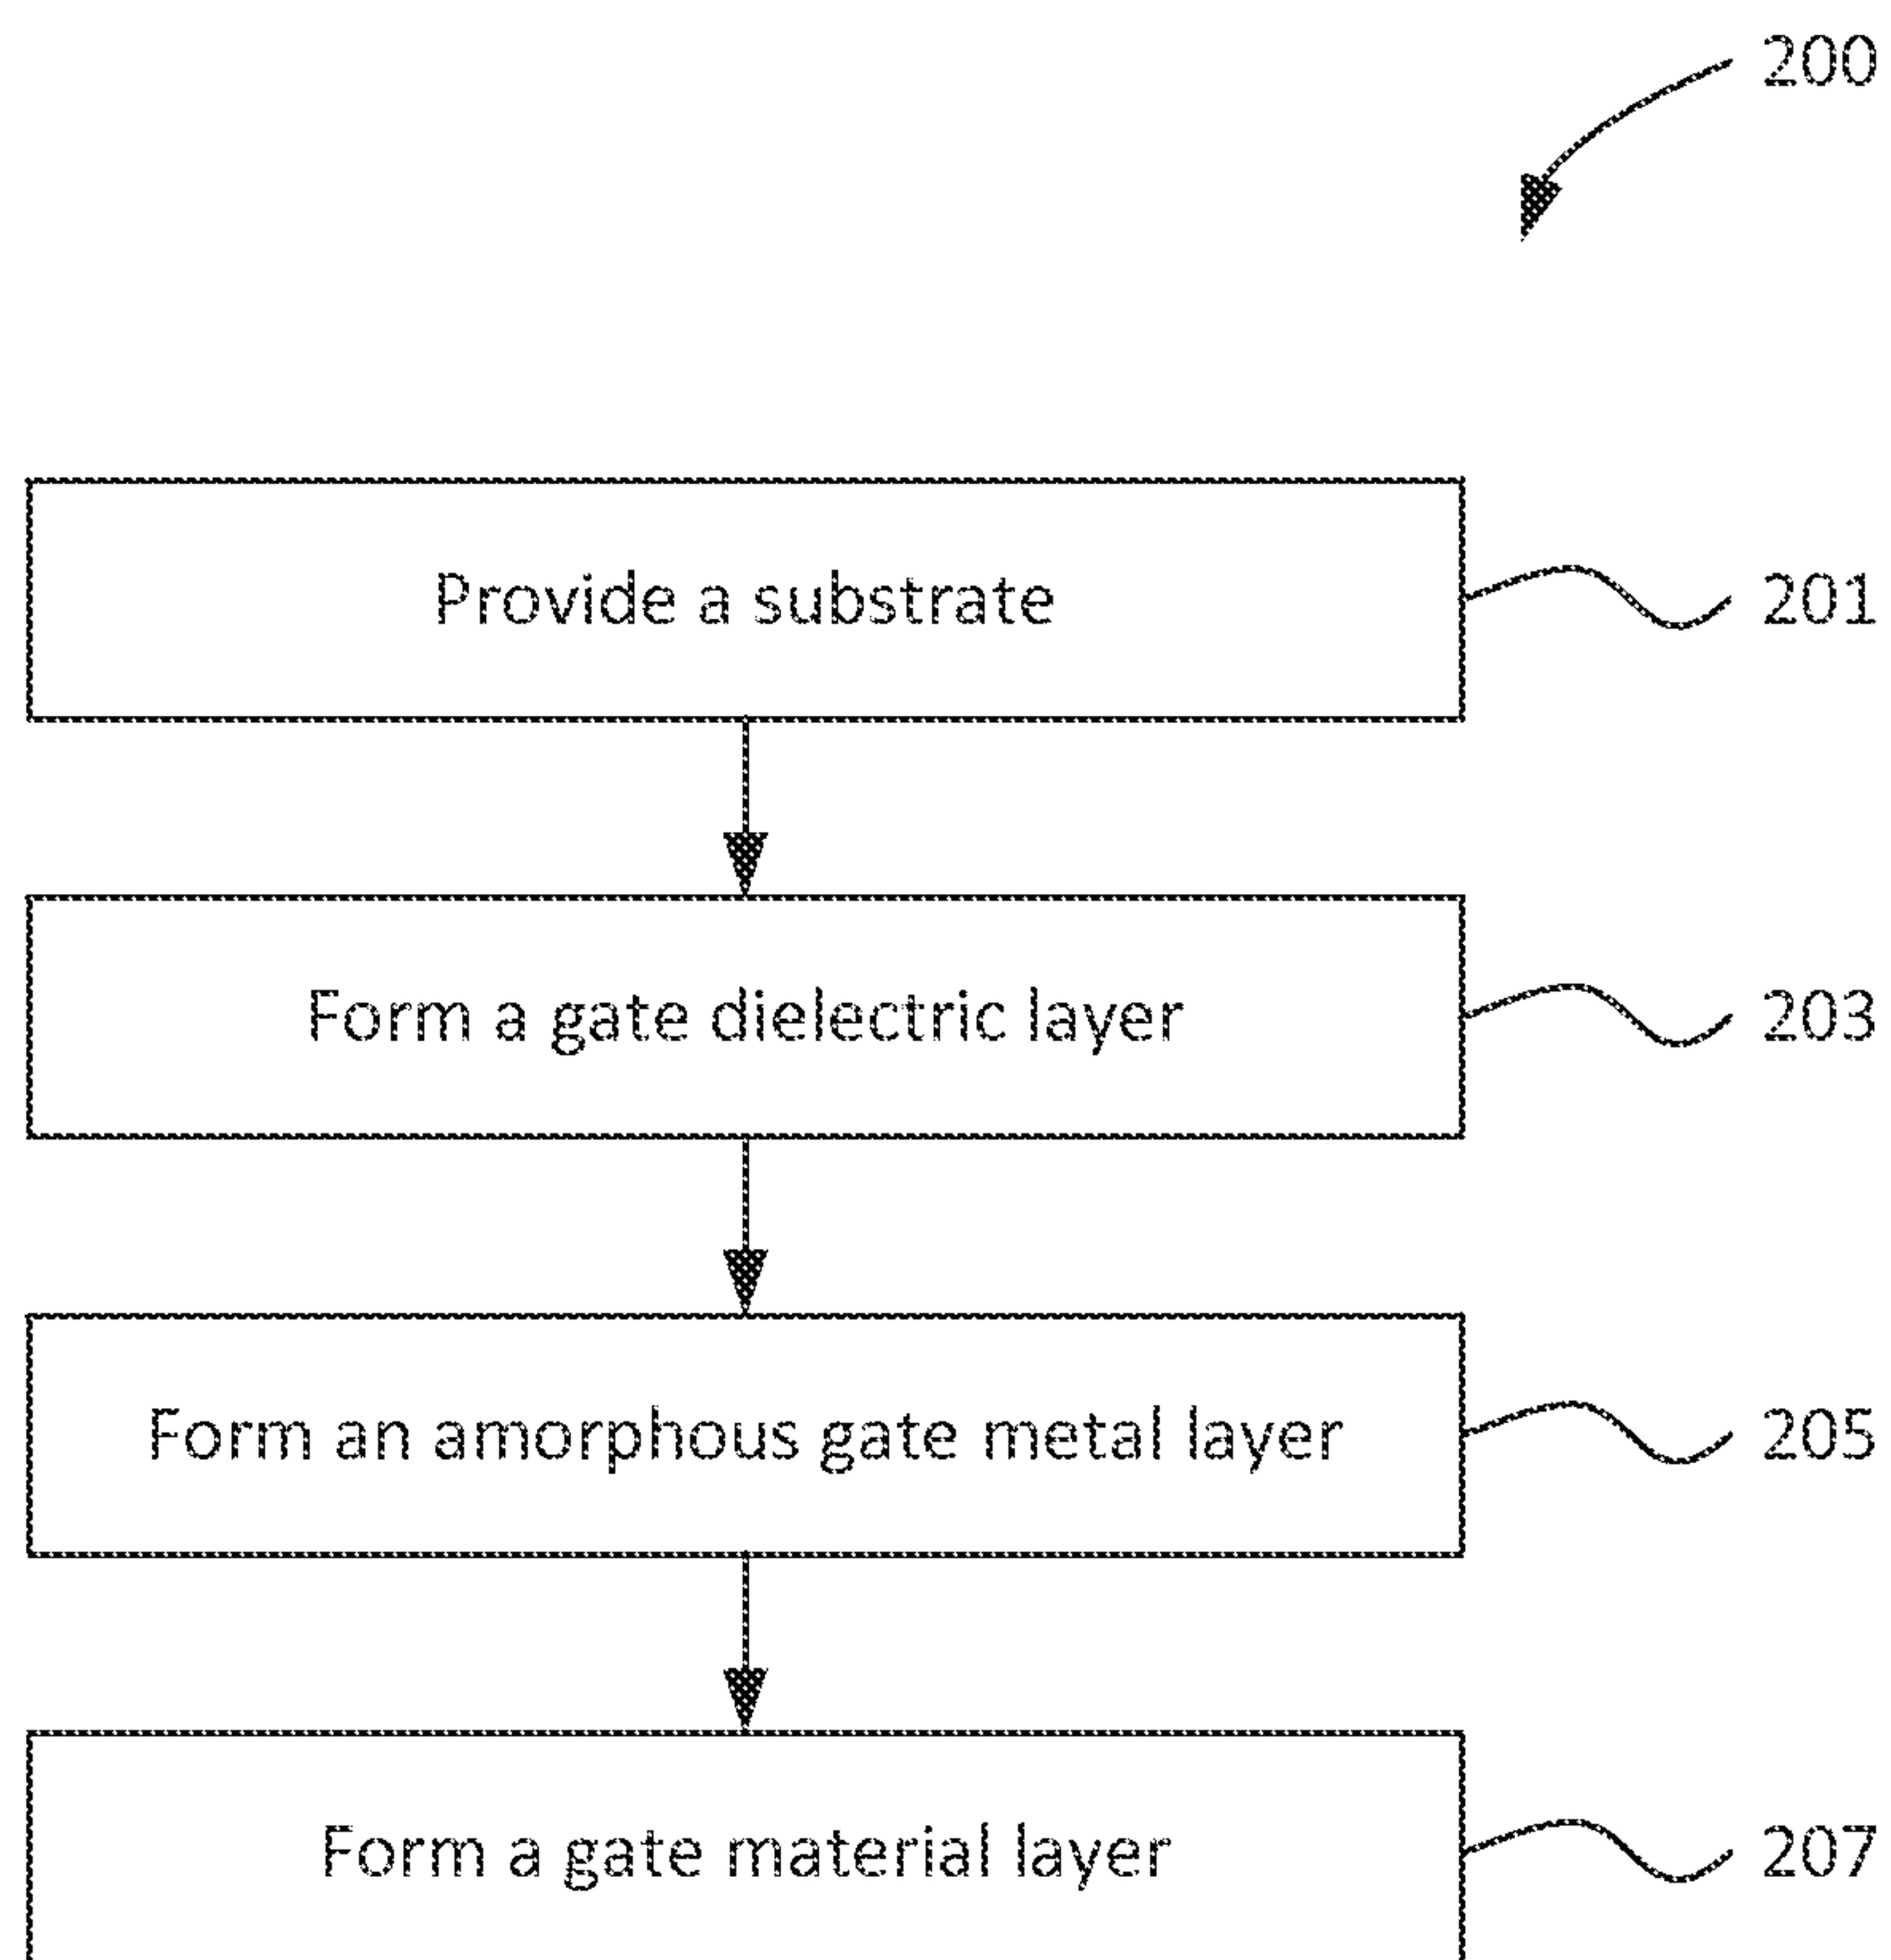 200
Provide a substrate
201
Form a gate dielectric layer
203
Form an amorphous gate metal layer
205
Form a gate material layer
207